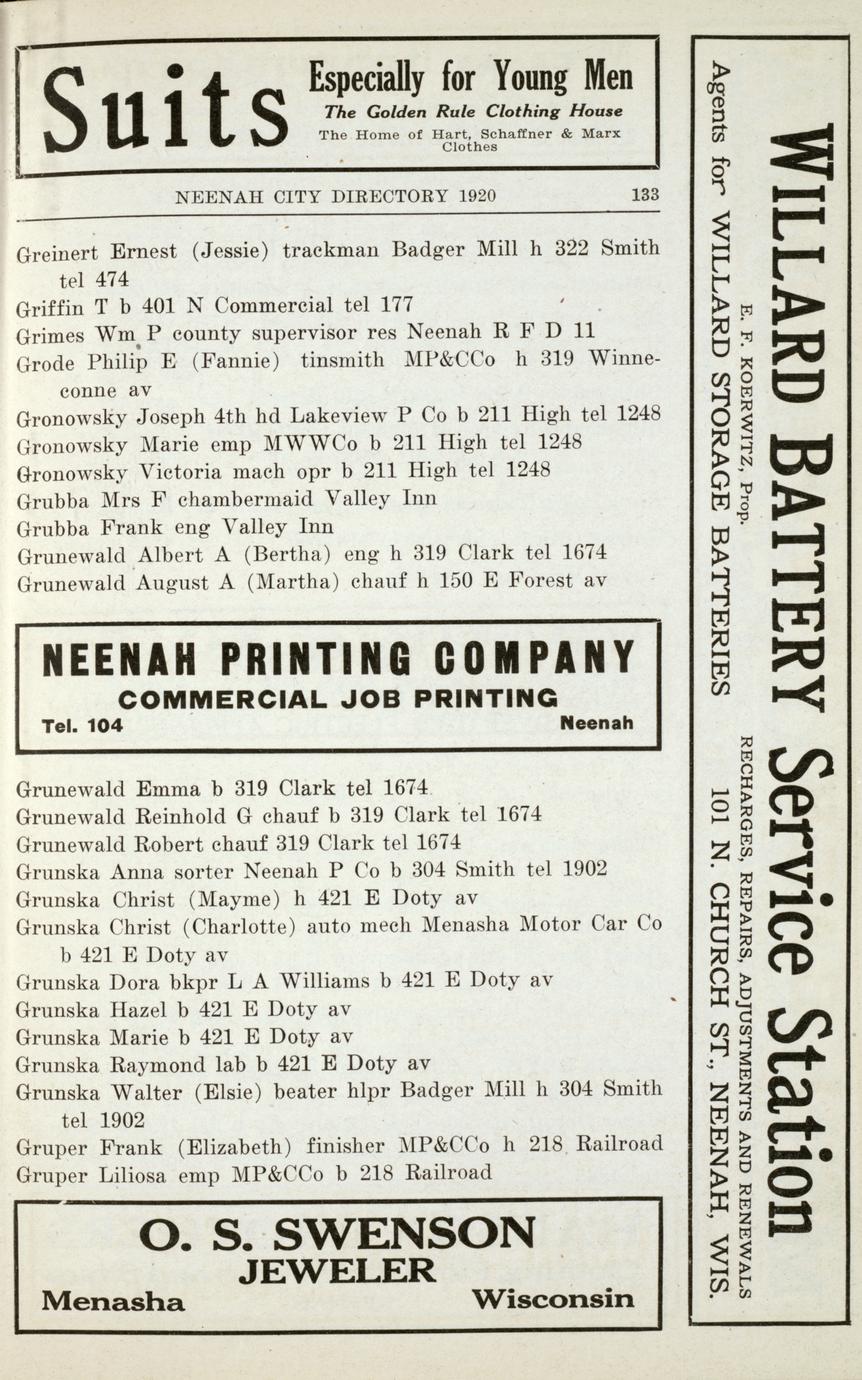 Suits
Especially for Young Men
The Golden Rule Clothing House
The Home of Hart, Schaffner & Marx
Clothes
NEENAH CITY DIRECTORY 1920 133
Greinert Ernest (Jessie) trackman Badger Mill h 322 Smith
tel 474
Griffin T b 401 N Commercial tel 177
Grimes Wm P county supervisor res Neenah R F D 11
Grode Philip E (Fannie) tinsmith MP&CCo h 319 Winne-
conne av
Gronowsky Joseph 4th hd Lakeview P Co b 211 High tel 1248
Gronowsky Marie emp MWWCo b 211 High tel 1248
Gronowsky Victoria mach opr b 211 High tel 1248
Grubba Mrs F chambermaid Valley Inn
Grubba Frank eng Valley Inn
Grunewald Albert A (Bertha) eng h 319 Clark tel 1674
Grunewald August A (Martha) chauf h 150 E Forest av
NEENAH PRINTING COMPANY
COMMERCIAL JOB PRINTING
Tel. 104 Neenah
Grunewald Emma b 319 Clark tel 1674
Grunewald Reinhold G chauf b 319 Clark tel 1674
Grunewald Robert chauf 319 Clark tel 1674
Grunska Anna sorter Neenah P Co b 304 Smith tel 1902
Grunska Christ (Mayme) h 421 E Doty av
Grunska Christ (Charlotte) auto mech Menasha Motor Car Co
b 421 E Doty av
Grunska Dora bkpr L A Williams b 421 E Doty av
Grunska Hazel b 421 E Doty av
Grunska Marie b 421 E Doty av
Grunska Raymond lab b 421 E Doty av
Grunska Walter (Elsie) beater hlpr Badger Mill h 304 Smith
tel 1902
Gruper Frank (Elizabeth) finisher MP&CCo h 218 Railroad
Gruper Liliosa emp MP&CCo b 218 Railroad
O. S. SWENSON
JEWELER
Menasha Wisconsin
WILLARD BATTERY Service Station
E. F. KOERWITZ, Prop. RECHARGES, REPAIRS, ADJUSTMENTS AND RENEWALS
Agents for WILLARD STORAGE BATTERIES 101 N. CHURCH ST., NEENAH, WIS.